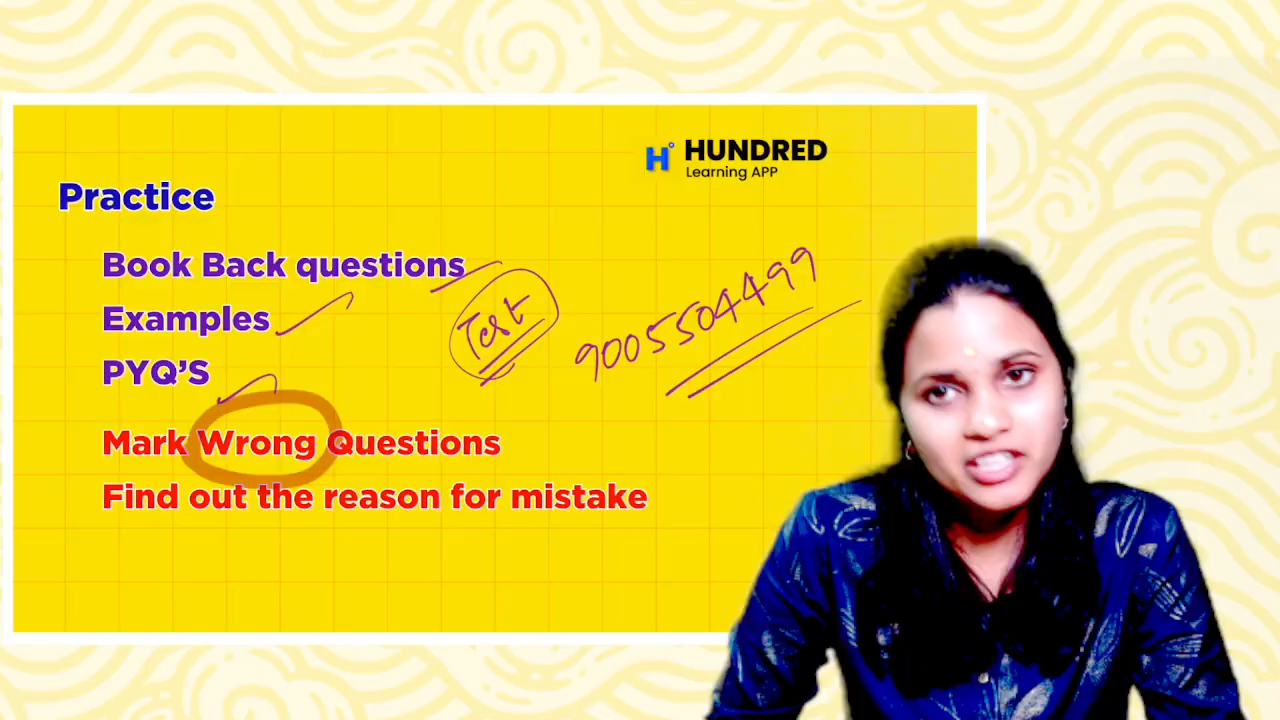 HUNDRED
Learning APP
Practice
Book Back questions
Examples
PYQ'S
Test
9005504499
Mark Wrong Questions
Find out the reason for mistake